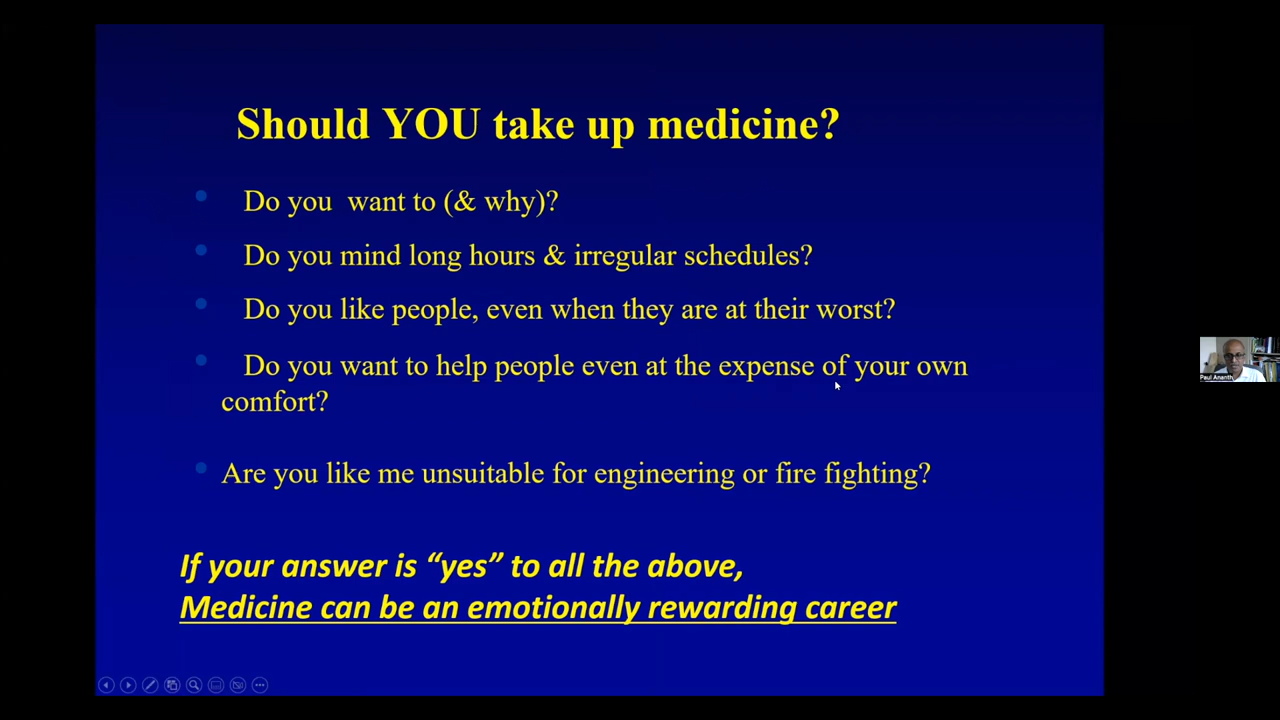 Should YOU take up medicine?
Do you want to (& why)?
Do you mind long hours & irregular schedules?
Do you like people, even when they are at their worst?
Do you want to help people even at the expense of your own
comfort?
Paul Ananth
Are you like me unsuitable for engineering or fire fighting?
If your answer is “yes” to all the above,
Medicine can be an emotionally rewarding career